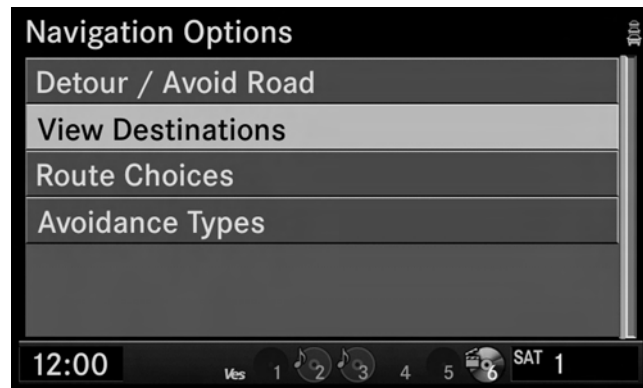 Navigation Options
Detour / Avoid Road
View Destinations
Route Choices
Avoidance Types
12:00 Ves 1 2 3 4 5 6 SAT 1